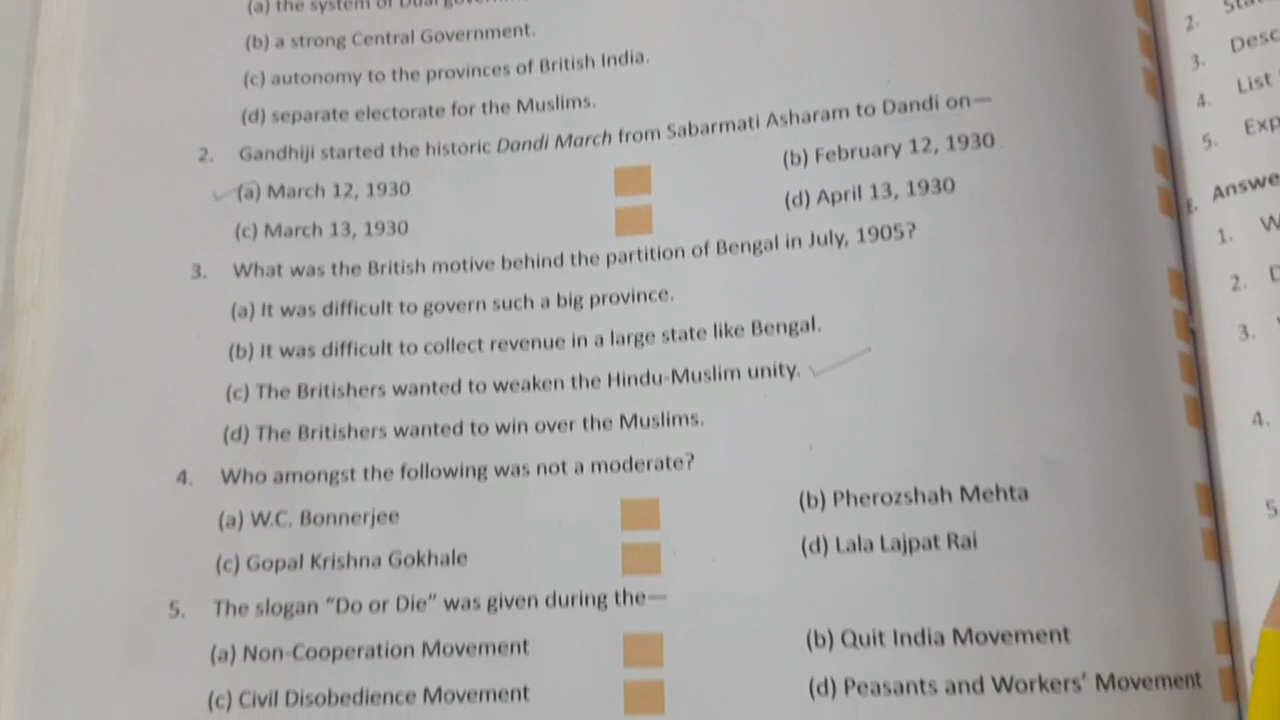 (a) the system of Dual
(b) a strong Central Government.
(c) autonomy to the provinces of British India.
(d) separate electorate for the Muslims.
2. Gandhiji started the historic Dandi March from Sabarmati Asharam to Dandi on—
(a) March 12, 1930 (b) February 12, 1930
(c) March 13, 1930 (d) April 13, 1930
3. What was the British motive behind the partition of Bengal in July, 1905?
(a) It was difficult to govern such a big province.
(b) It was difficult to collect revenue in a large state like Bengal.
(c) The Britishers wanted to weaken the Hindu-Muslim unity.
(d) The Britishers wanted to win over the Muslims.
4. Who amongst the following was not a moderate?
(a) W.C. Bonnerjee (b) Pherozshah Mehta
(c) Gopal Krishna Gokhale (d) Lala Lajpat Rai
5. The slogan “Do or Die” was given during the—
(a) Non-Cooperation Movement (b) Quit India Movement
(c) Civil Disobedience Movement (d) Peasants and Workers’ Movement
2.
3. Desc
4. List
5. Exp
Answe
1. W
2.
3.
4.
5